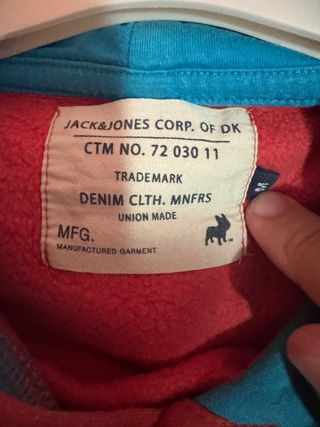 JACK&JONES CORP. OF DK
CTM NO. 72 030 11
TRADEMARK
DENIM CLTH. MNFRS
UNION MADE
MFG.
MANUFACTURED GARMENT